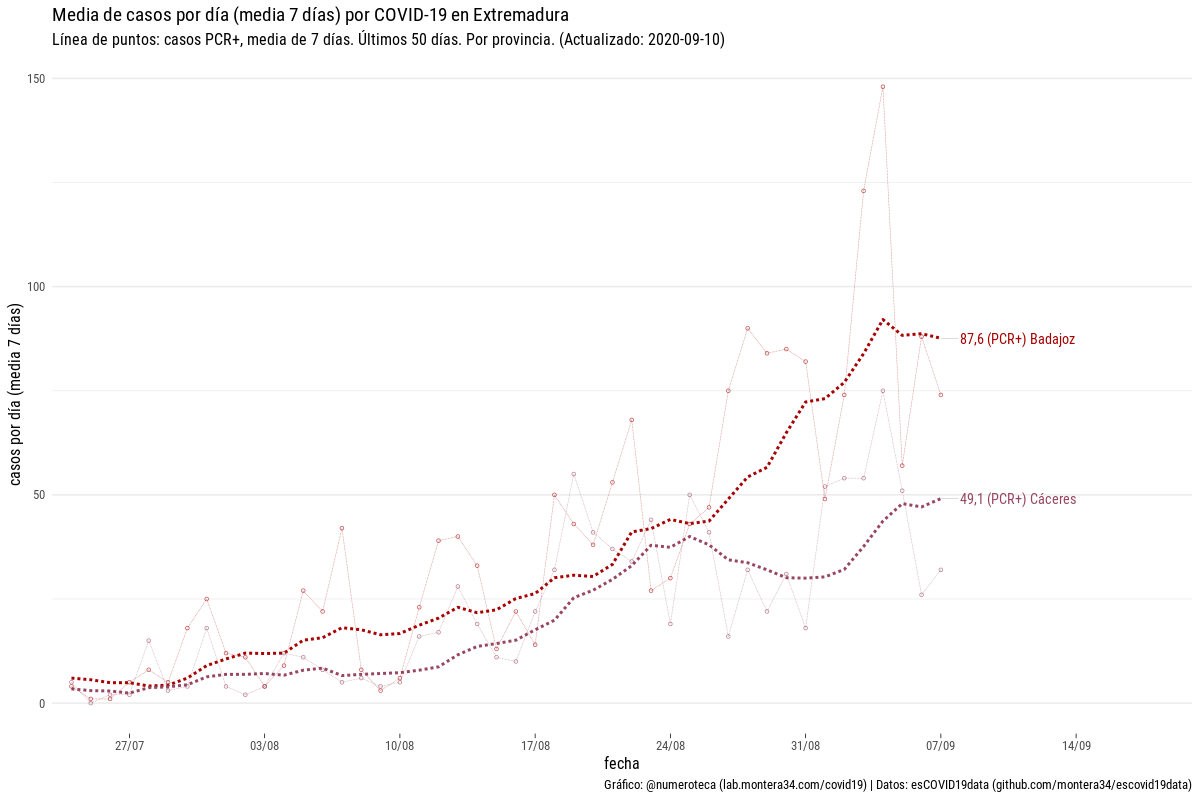 Media de casos por día (media 7 días) por COVID-19 en Extremadura
Línea de puntos: casos PCR+, media de 7 días. Últimos 50 días. Por provincia. (Actualizado: 2020-09-10)
150
100
50
0
casos por día (media 7 días)
87,6 (PCR+) Badajoz
49,1 (PCR+) Cáceres
27/07
03/08
10/08
17/08
24/08
31/08
07/09
14/09
fecha
Gráfico: @numeroteca (lab.montera34.com/covid19) | Datos: esCOVID19data (github.com/montera34/escovid19data)